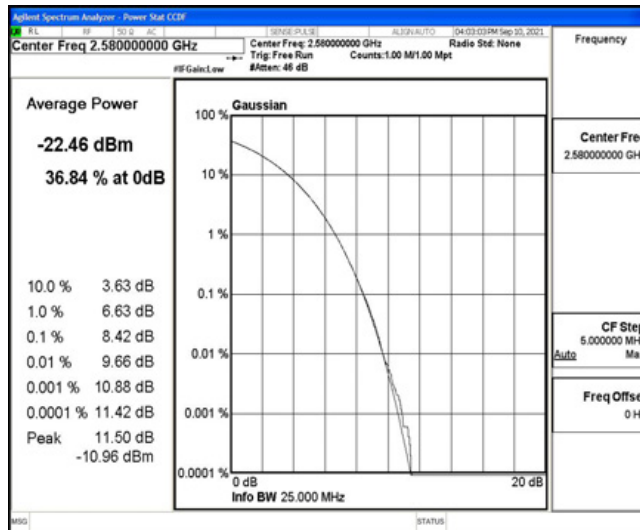 Agilent Spectrum Analyzer - Power Stat CCDF
RL RF 50 Ω AC SENSE:PULSE ALIGN AUTO 04:03:03 PM Sep 10, 2021
Center Freq 2.580000000 GHz
Center Freq: 2.580000000 GHz Radio Std: None
Trig: Free Run Counts:1.00 M/1.00 Mpt
#IFGain:Low #Atten: 46 dB
Frequency
Average Power
-22.46 dBm
36.84 % at 0dB
10.0 % 3.63 dB
1.0 % 6.63 dB
0.1 % 8.42 dB
0.01 % 9.66 dB
0.001 % 10.88 dB
0.0001 % 11.42 dB
Peak 11.50 dB
-10.96 dBm
Gaussian
100 %
10 %
1 %
0.1 %
0.01 %
0.001 %
0.0001 %
0 dB 20 dB
Info BW 25.000 MHz
Center Fre
2.580000000 GH
CF Step
5.000000 MH
Auto Ma
Freq Offse
0 H
MSG STATUS